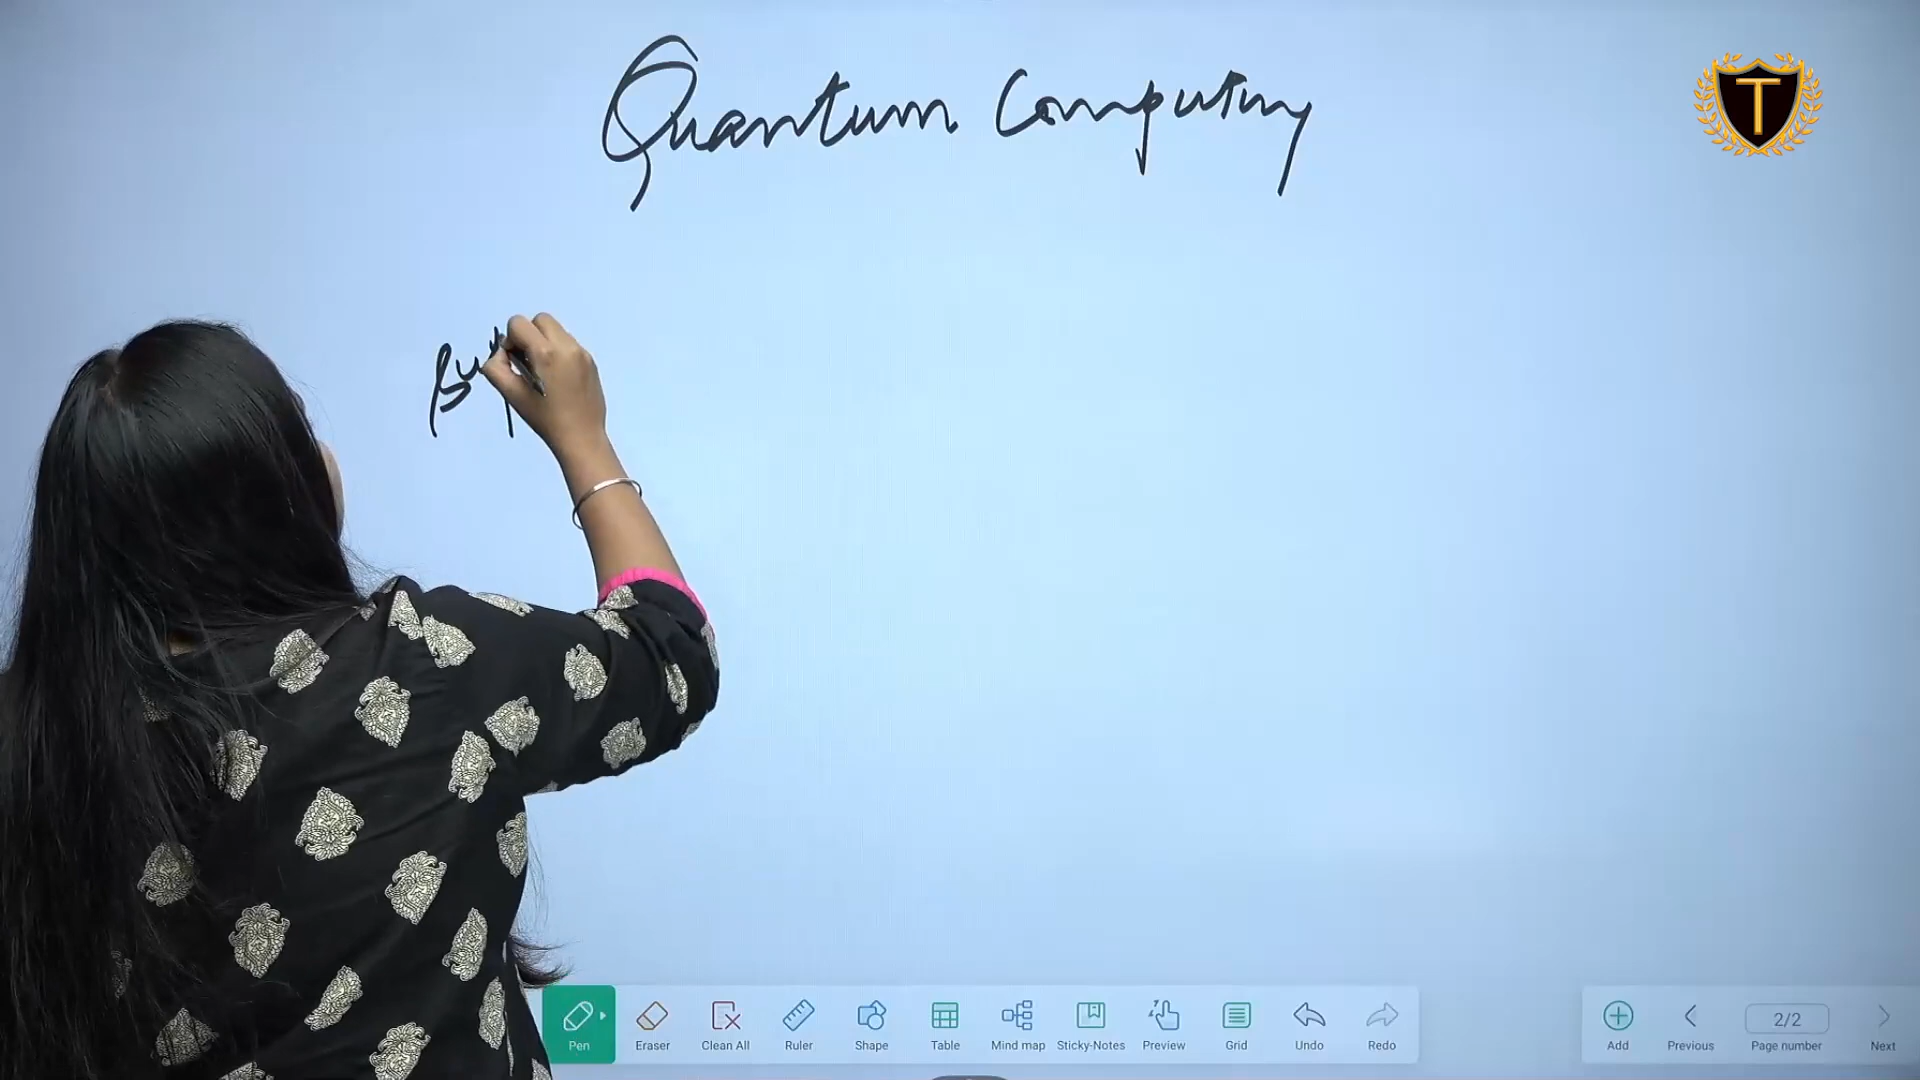 Quantum Computing
T
Sup
Pen
Eraser
Clean All
Ruler
Shape
Table
Mind map
Sticky-Notes
Preview
Grid
Undo
Redo
Add
Previous
2/2
Page number
Next